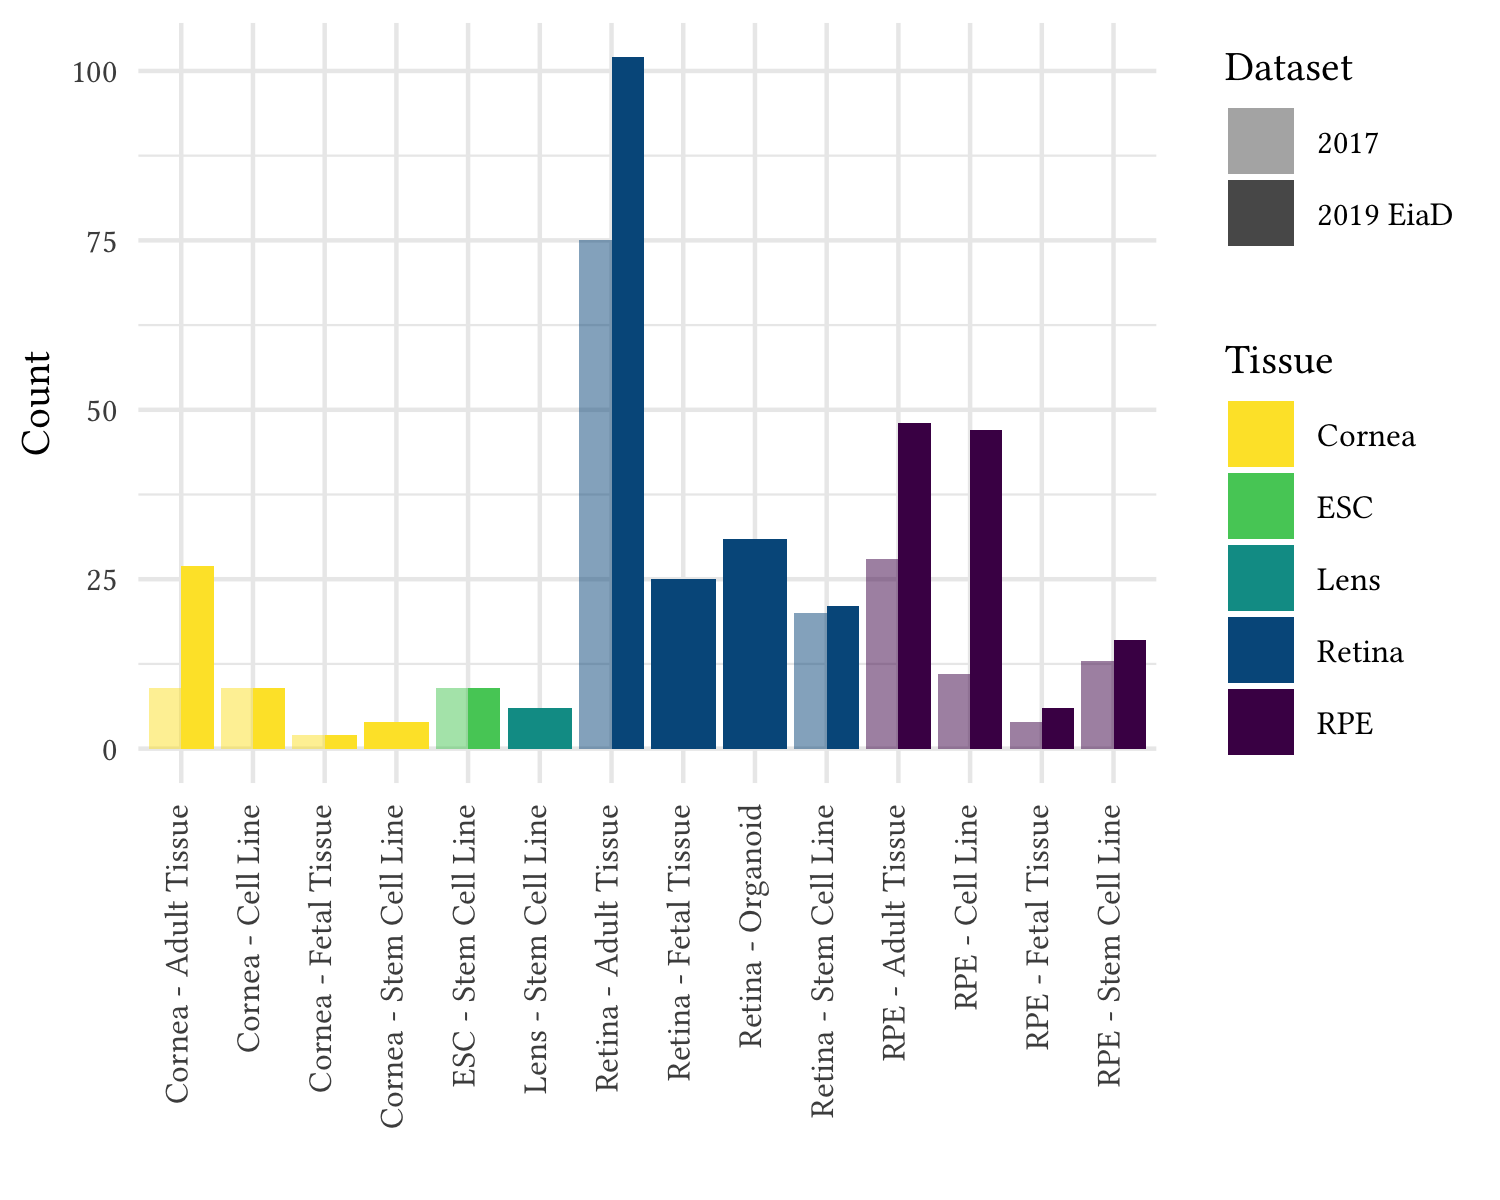 Count
100
75
50
25
0
Cornea - Adult Tissue
Cornea - Cell Line
Cornea - Fetal Tissue
Cornea - Stem Cell Line
ESC - Stem Cell Line
Lens - Stem Cell Line
Retina - Adult Tissue
Retina - Fetal Tissue
Retina - Organoid
Retina - Stem Cell Line
RPE - Adult Tissue
RPE - Cell Line
RPE - Fetal Tissue
RPE - Stem Cell Line
Dataset
2017
2019 EiaD
Tissue
Cornea
ESC
Lens
Retina
RPE